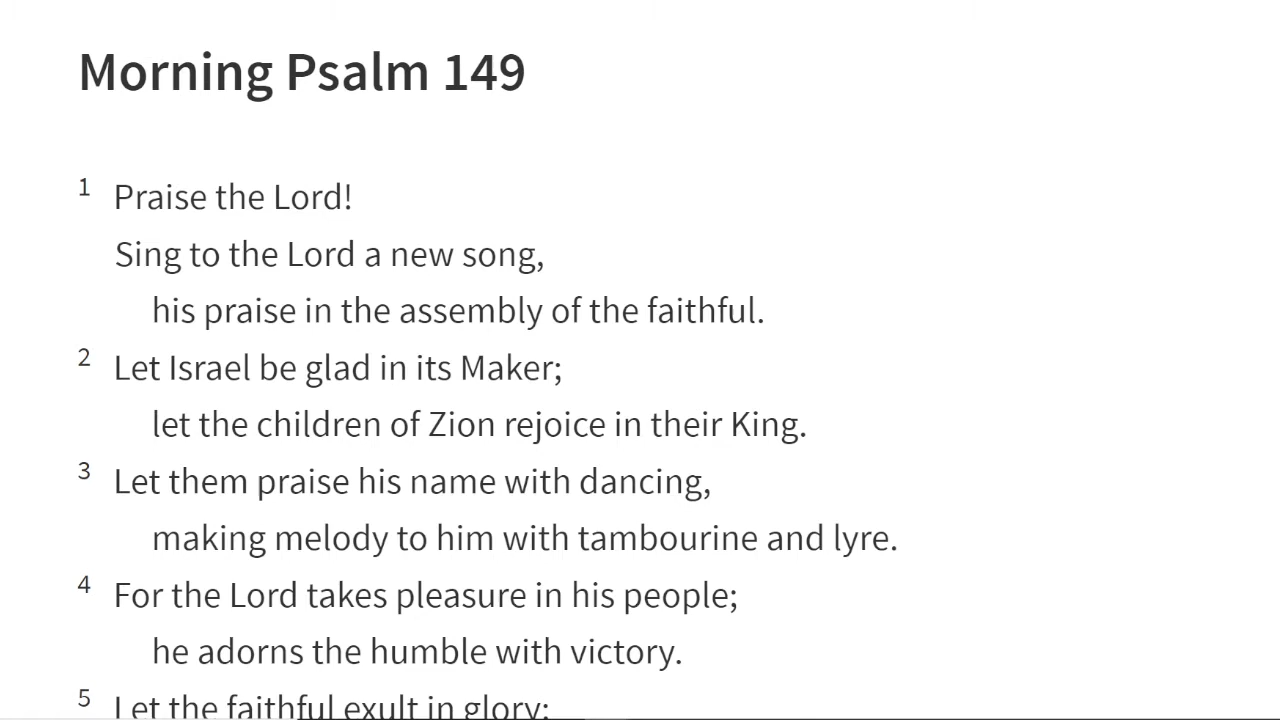 Morning Psalm 149
1 Praise the Lord!
Sing to the Lord a new song,
his praise in the assembly of the faithful.
2 Let Israel be glad in its Maker;
let the children of Zion rejoice in their King.
3 Let them praise his name with dancing,
making melody to him with tambourine and lyre.
4 For the Lord takes pleasure in his people;
he adorns the humble with victory.
5 Let the faithful exult in glory;